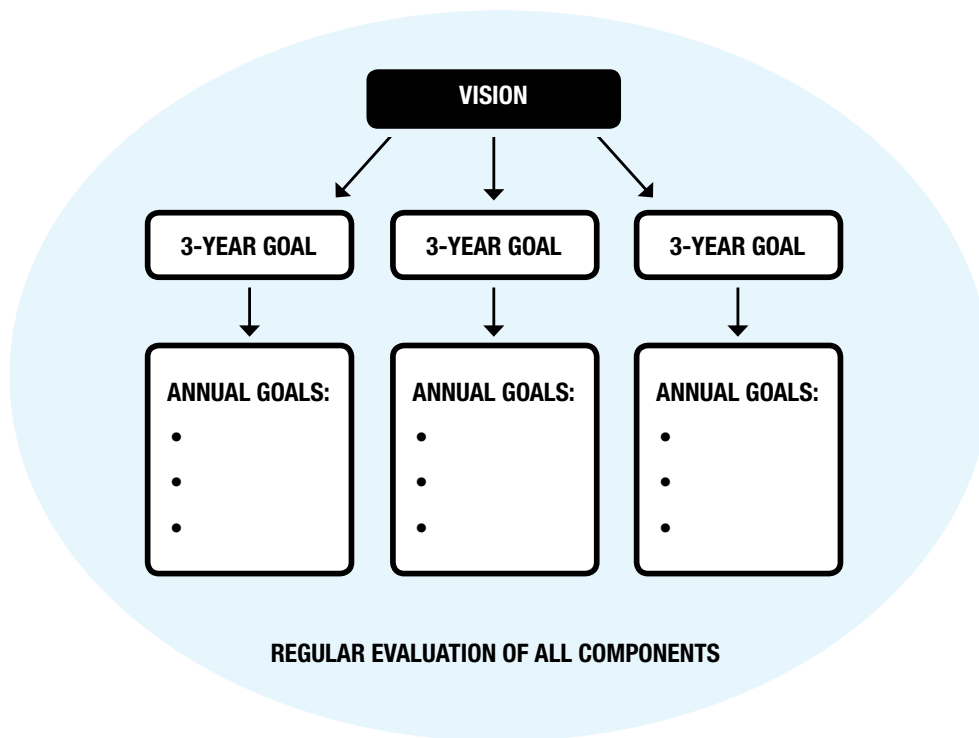 VISION
3-YEAR GOAL
3-YEAR GOAL
3-YEAR GOAL
ANNUAL GOALS:
•
•
•
ANNUAL GOALS:
•
•
•
ANNUAL GOALS:
•
•
•
REGULAR EVALUATION OF ALL COMPONENTS